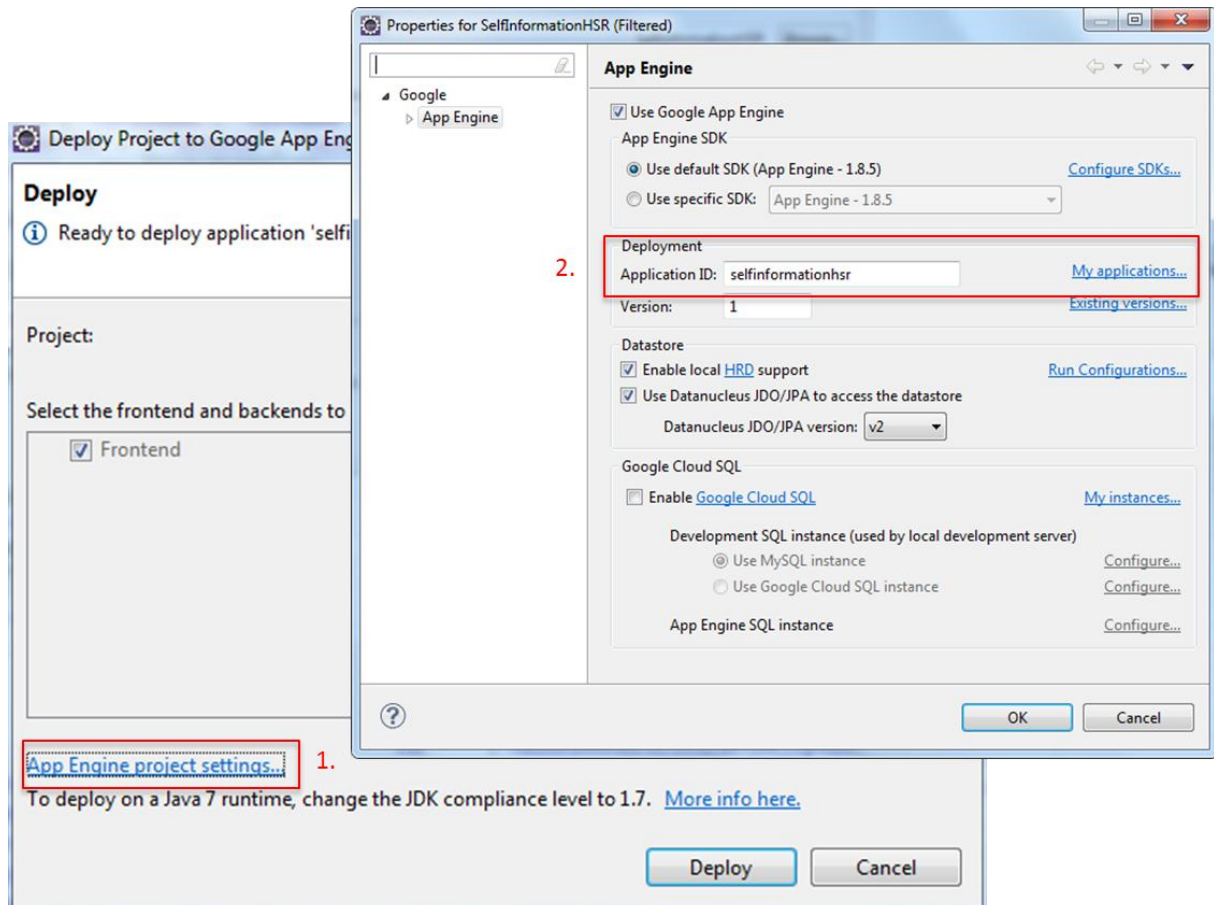 Properties for SelfInformationHSR (Filtered)
Google
App Engine
App Engine
Use Google App Engine
App Engine SDK
Use default SDK (App Engine - 1.8.5) Configure SDKs...
Use specific SDK: App Engine - 1.8.5
Deployment
2. Application ID: selfinformationhsr My applications...
Version: 1 Existing versions...
Datastore
Enable local HRD support Run Configurations...
Use Datanucleus JDO/JPA to access the datastore
Datanucleus JDO/JPA version: v2
Google Cloud SQL
Enable Google Cloud SQL My instances...
Development SQL instance (used by local development server)
Use MySQL instance Configure...
Use Google Cloud SQL instance Configure...
App Engine SQL instance Configure...
OK Cancel
Deploy Project to Google App Eng
Deploy
Ready to deploy application 'selfi
Project:
Select the frontend and backends to
Frontend
App Engine project settings... 1.
To deploy on a Java 7 runtime, change the JDK compliance level to 1.7. More info here.
Deploy Cancel